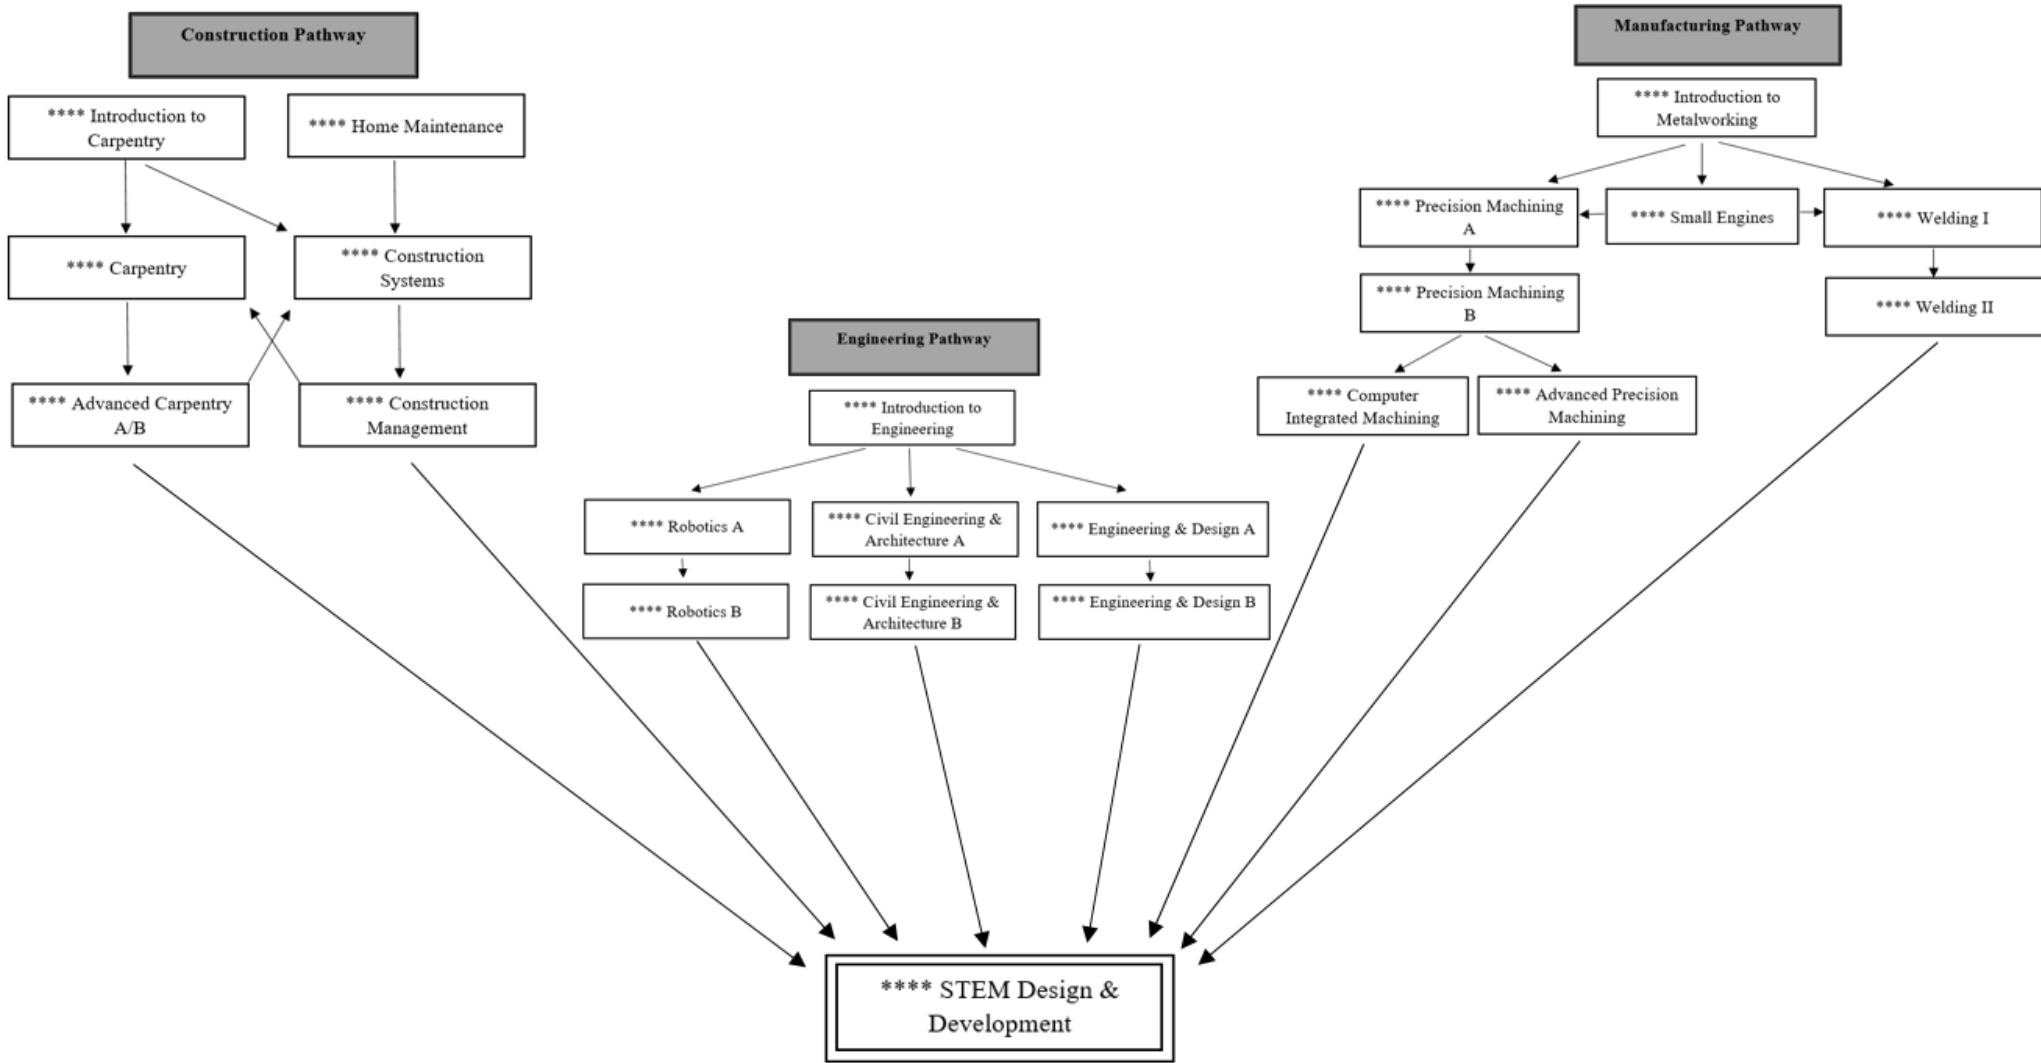 Construction Pathway
**** Introduction to
Carpentry
**** Home Maintenance
**** Carpentry
**** Construction
Systems
**** Advanced Carpentry
A/B
**** Construction
Management
Engineering Pathway
**** Introduction to
Engineering
**** Robotics A
**** Civil Engineering &
Architecture A
**** Engineering & Design A
**** Robotics B
**** Civil Engineering &
Architecture B
**** Engineering & Design B
Manufacturing Pathway
**** Introduction to
Metalworking
**** Precision Machining
A
**** Small Engines
**** Welding I
**** Precision Machining
B
**** Welding II
**** Computer
Integrated Machining
**** Advanced Precision
Machining
**** STEM Design &
Development